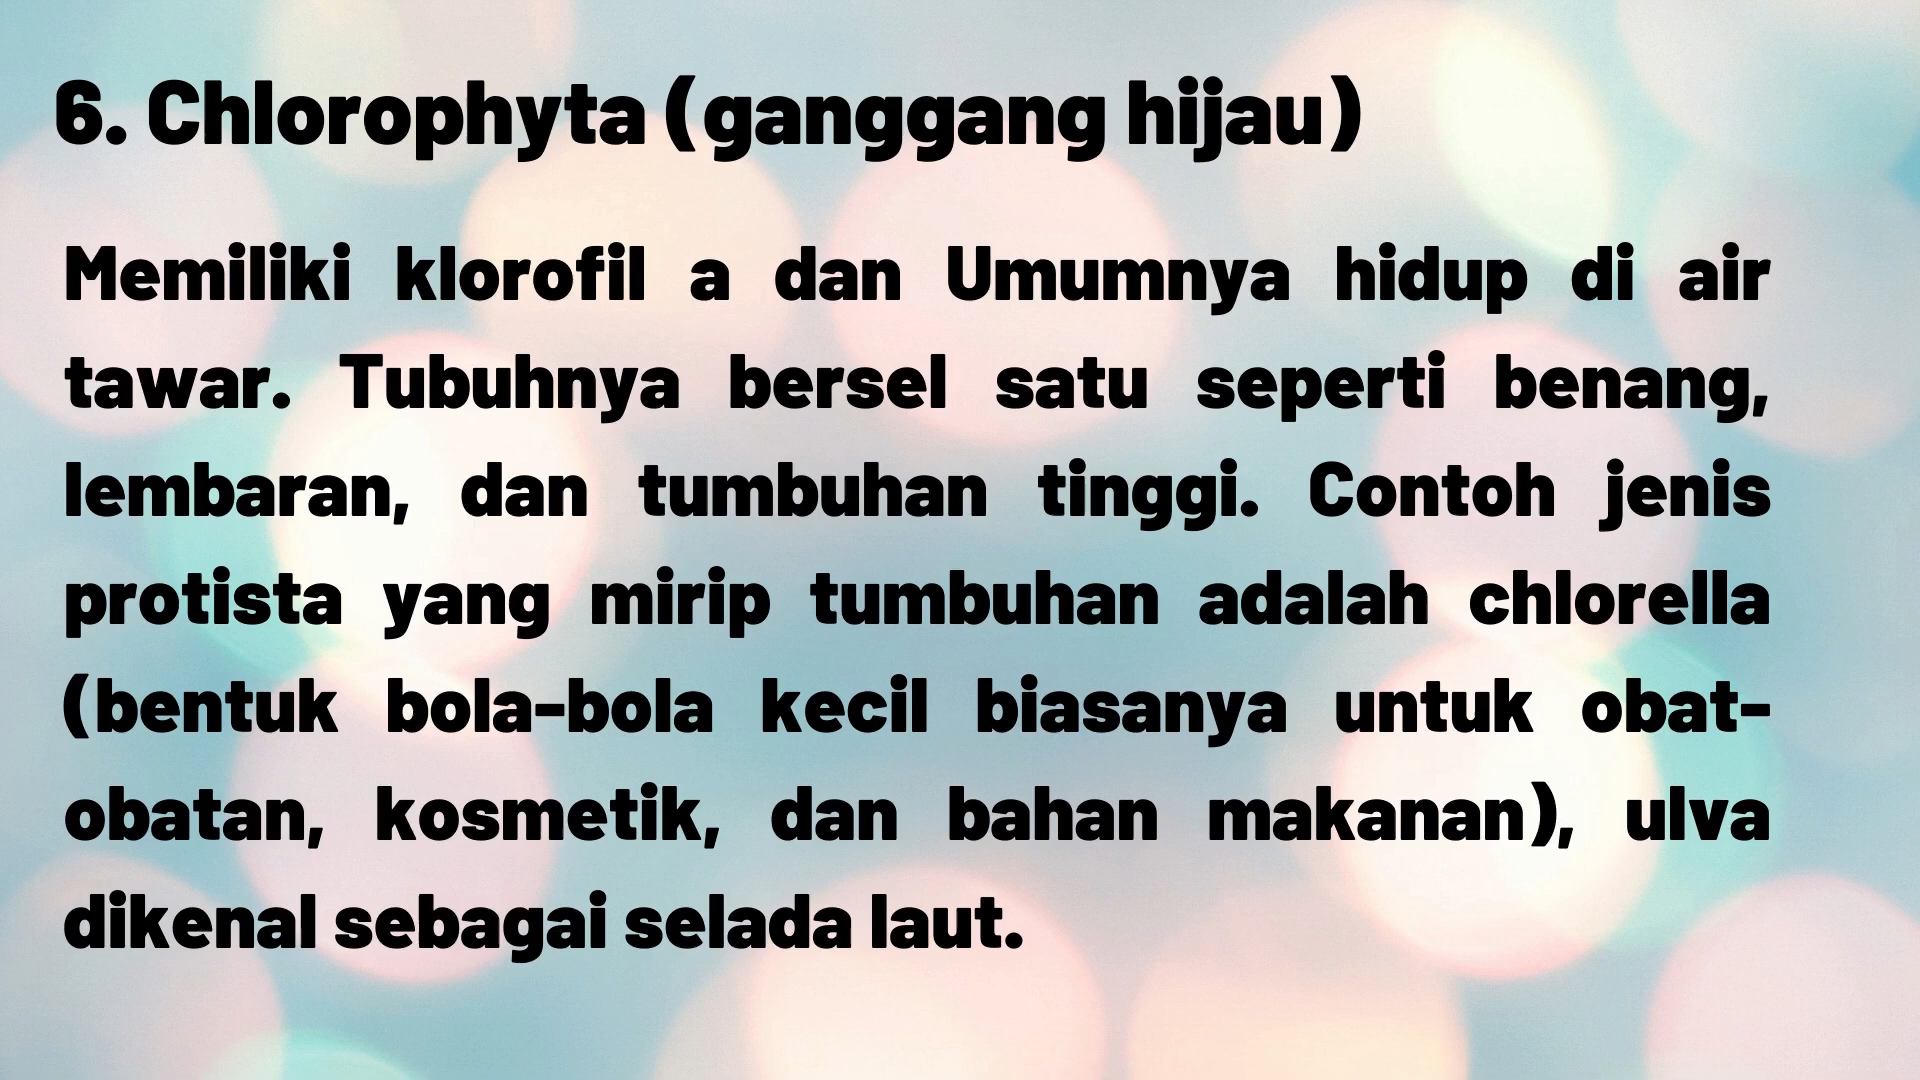 6. Chlorophyta (ganggang hijau)
Memiliki klorofil a dan Umumnya hidup di air
tawar. Tubuhnya bersel satu seperti benang,
lembaran, dan tumbuhan tinggi. Contoh jenis
protista yang mirip tumbuhan adalah chlorella
(bentuk bola-bola kecil biasanya untuk obat-
obatan, kosmetik, dan bahan makanan), ulva
dikenal sebagai selada laut.